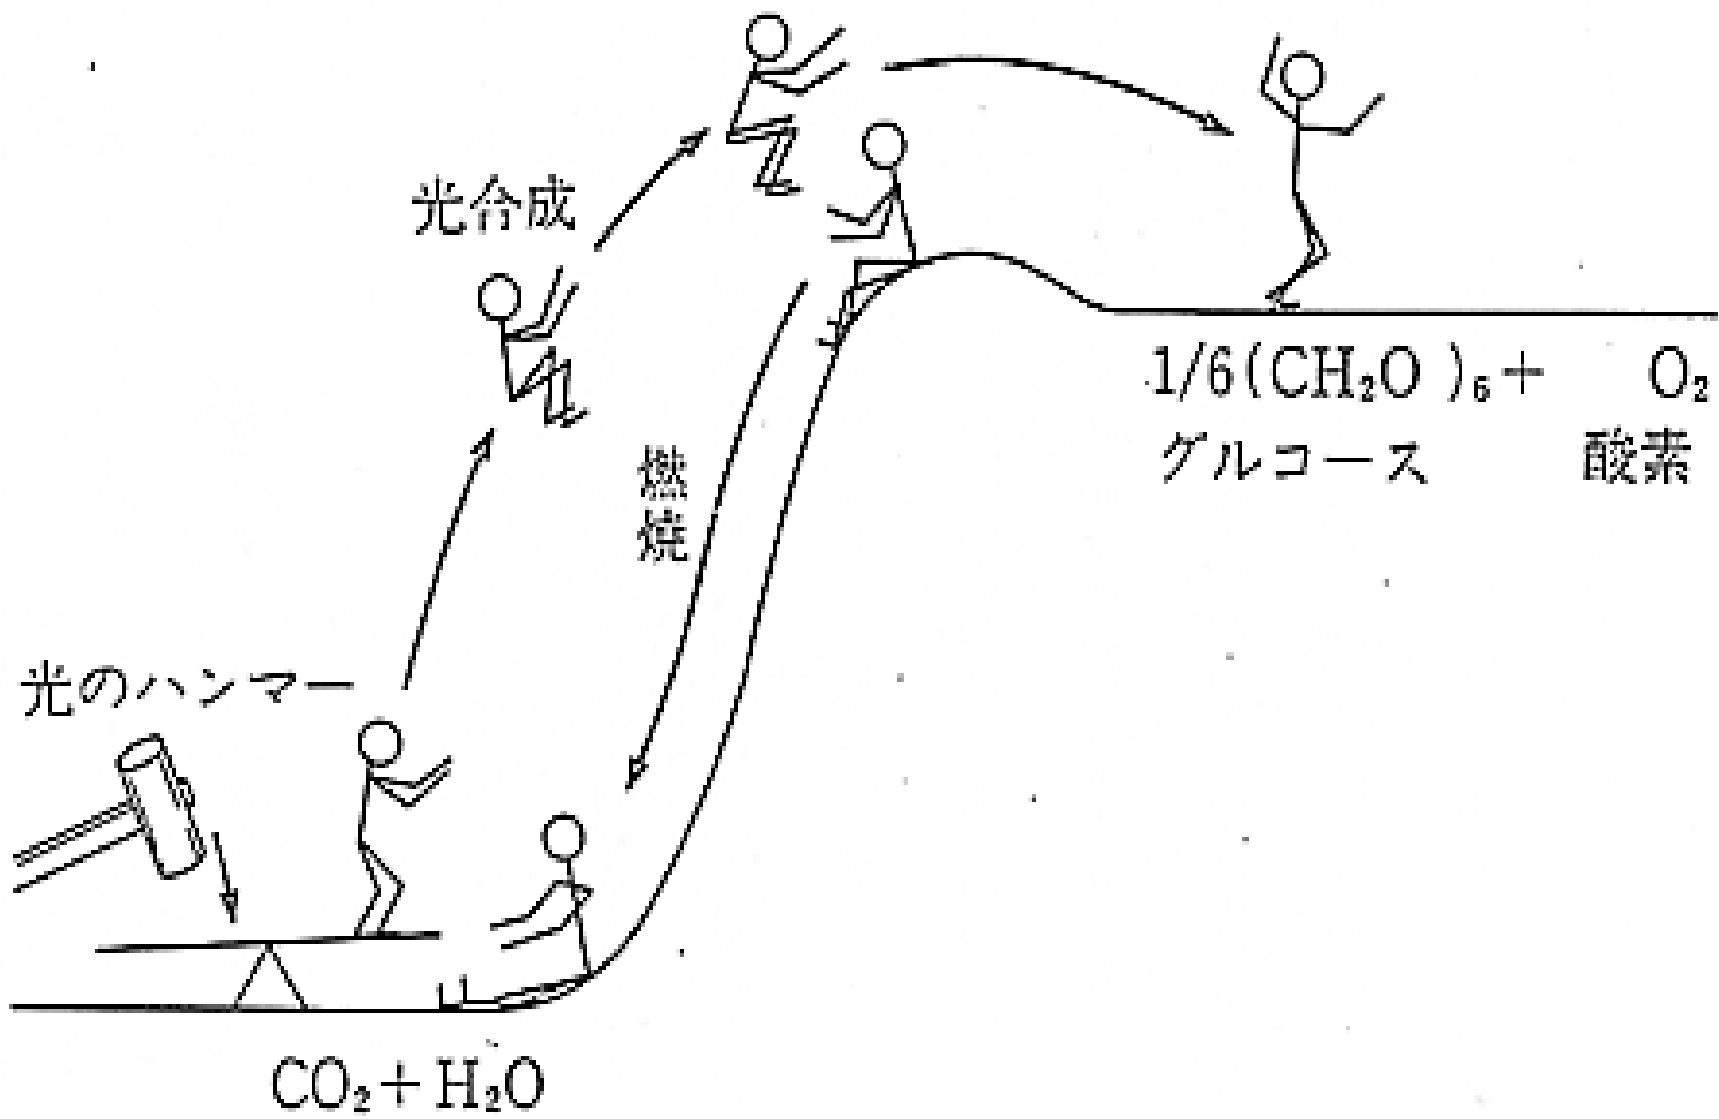 光合成
1/6(CH₂O )₆+ O₂
グルコース 酸素
燃焼
光のハンマー
CO₂+H₂O